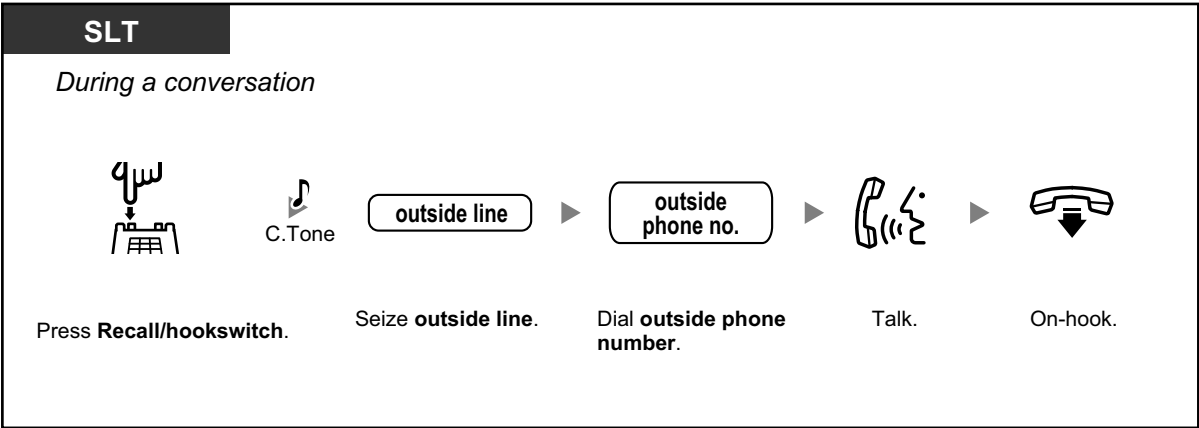 SLT
During a conversation
C.Tone
outside line
outside
phone no.
Press Recall/hookswitch.
Seize outside line.
Dial outside phone
number.
Talk.
On-hook.